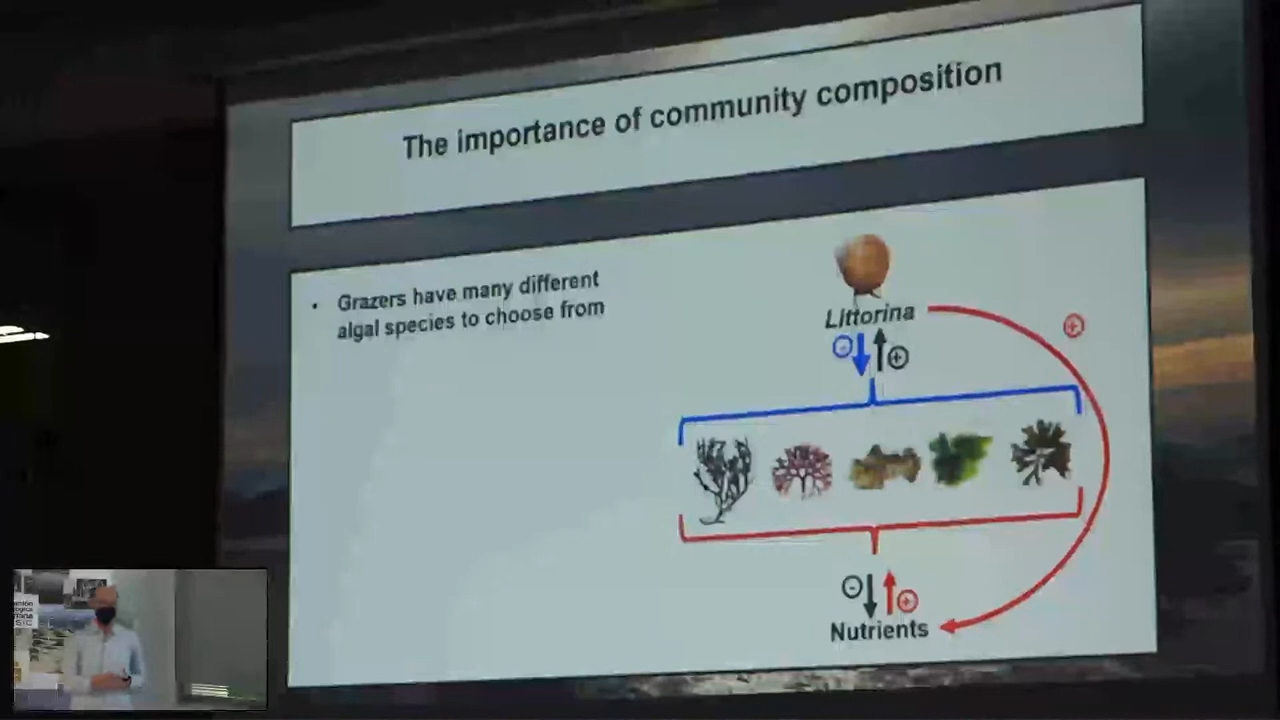 The importance of community composition
• Grazers have many different
algal species to choose from
Littorina
Nutrients